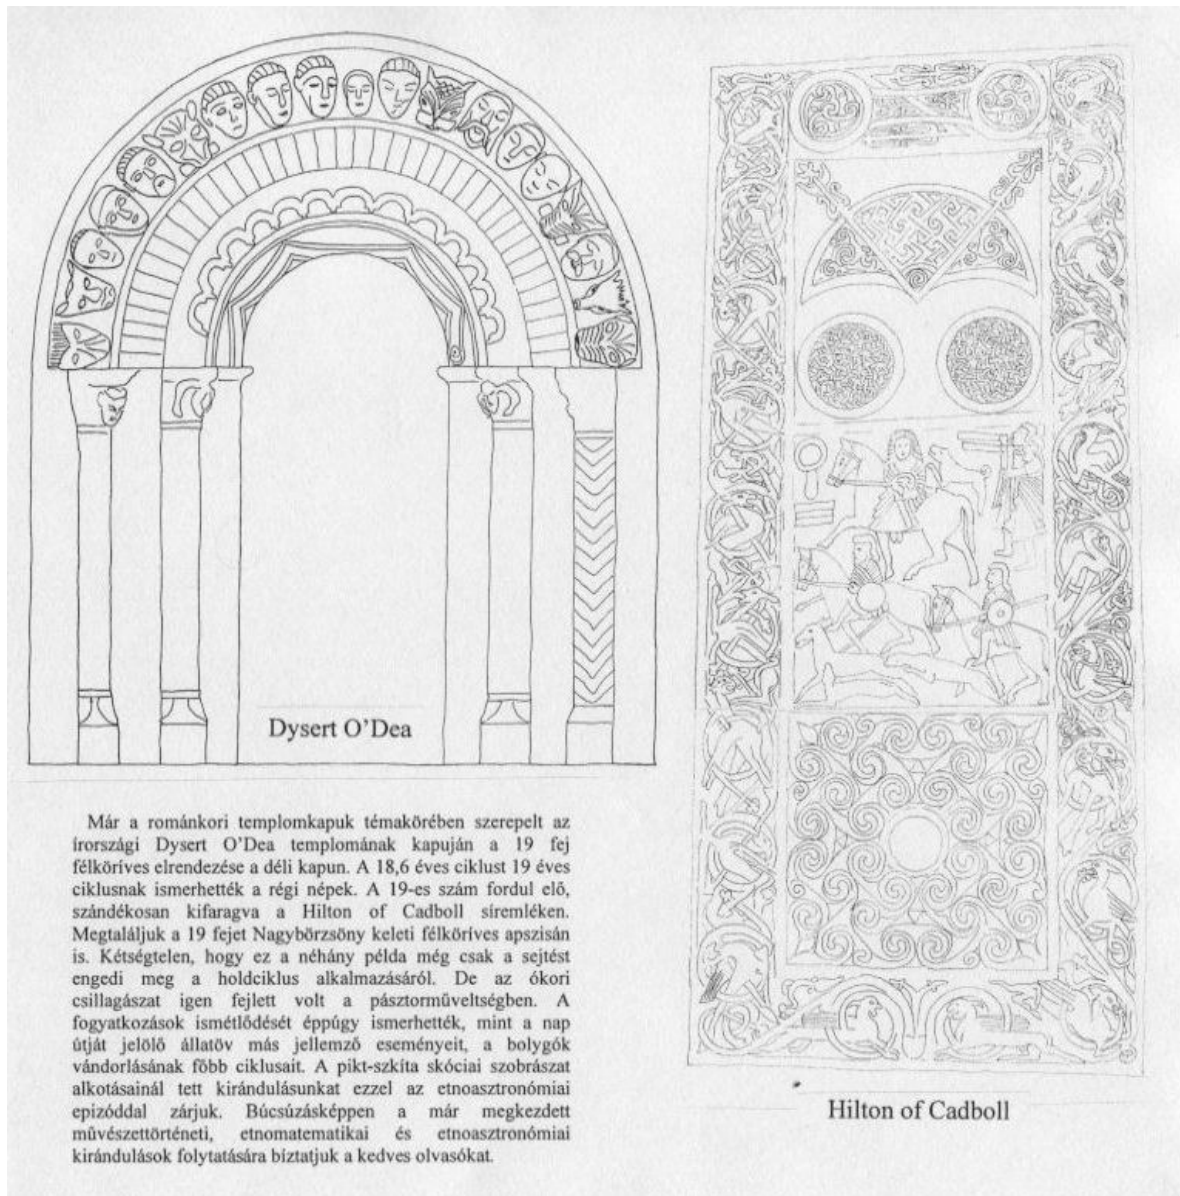 Dysert O'Dea
Már a románkori templomkapuk témakörében szerepelt az
írországi Dysert O'Dea templomának kapuján a 19 fej
félköríves elrendezése a déli kapun. A 18,6 éves ciklust 19 éves
ciklusnak ismerhették a régi népek. A 19-es szám fordul elő,
szándékosan kifaragva a Hilton of Cadboll síremléken.
Megtaláljuk a 19 fejet Nagybörzsöny keleti félköríves apszisán
is. Kétségtelen, hogy ez a néhány példa még csak a sejtést
engedi meg a holdciklus alkalmazásáról. De az ókori
csillagászat igen fejlett volt a pásztorműveltségben. A
fogyatkozások ismétlődését éppúgy ismerhették, mint a nap
útját jelölő állatöv más jellemző eseményeit, a bolygók
vándorlásának főbb ciklusait. A pikt-szkíta skóciai szobrászat
alkotásainál tett kirándulásunkat ezzel az etnoasztronómiai
epizóddal zárjuk. Búcsúzásképpen a már megkezdett
művészettörténeti, etnomatematikai és etnoasztronómiai
kirándulások folytatására bíztatjuk a kedves olvasókat.
Hilton of Cadboll